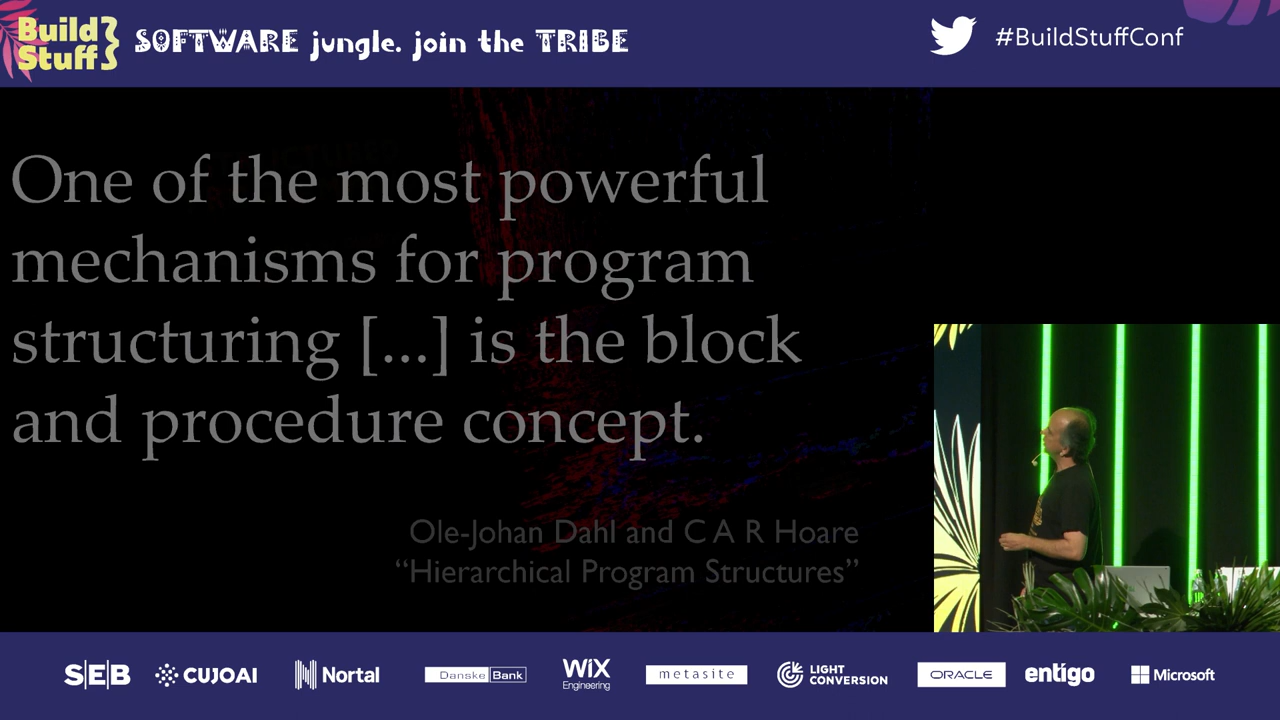 Build
Stuff
SOFTWARE jungle. join the TRIBE
#BuildStuffConf
One of the most powerful
mechanisms for program
structuring [...] is the block
and procedure concept.
Ole-Johan Dahl and C A R Hoare
“Hierarchical Program Structures”
SEB
CUJOAI
Nortal
Danske Bank
WiX
Engineering
metasite
LIGHT
CONVERSION
ORACLE
entigo
Microsoft